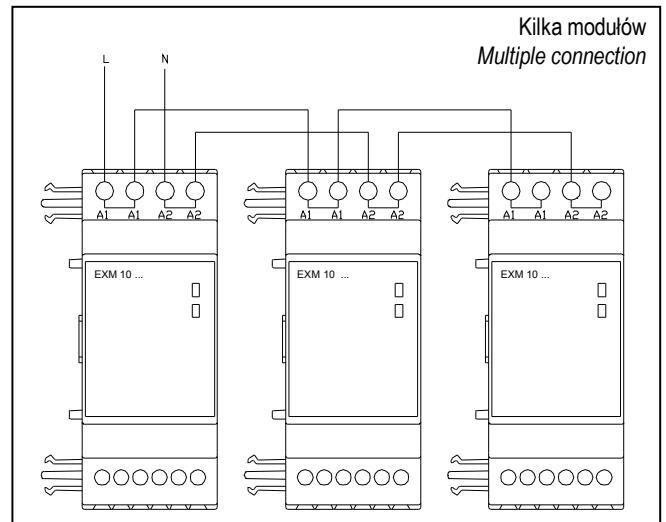 Kilka modułów
Multiple connection
L N
A1 A1 A2 A2 A1 A1 A2 A2 A1 A1 A2 A2
EXM 10 ... EXM 10 ... EXM 10 ...